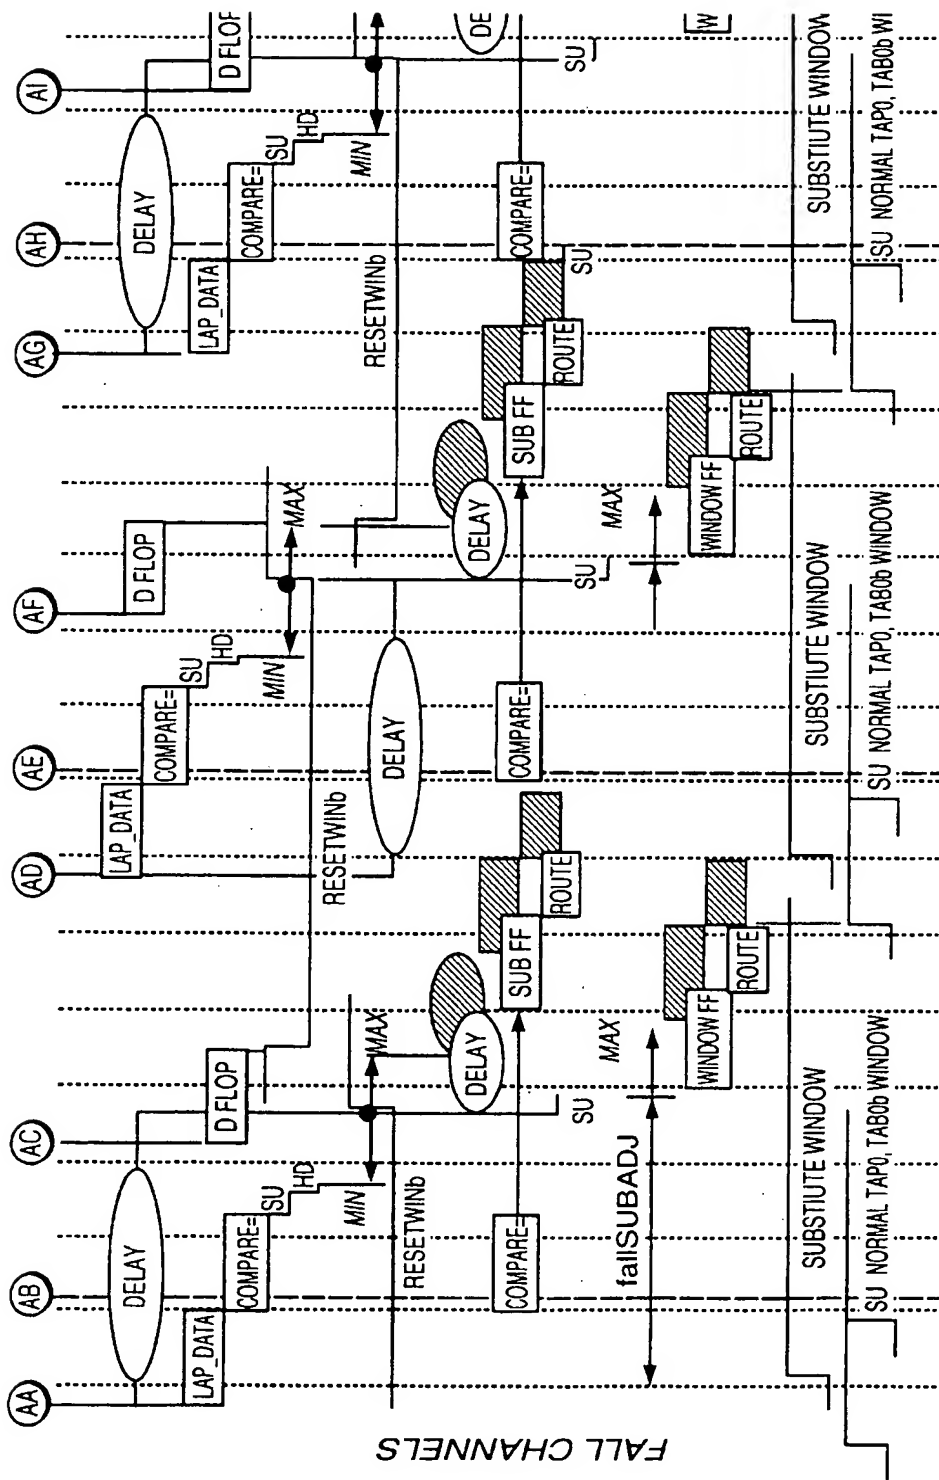 AA
AB
AC
AD
AE
AF
AG
AH
AI
DELAY
LAP_DATA
D FLOP
DELAY
LAP_DATA
COMPARE=
SU
HD
D FLOP
LAP_DATA
COMPARE=
SU
HD
MIN
COMPARE=
SU
HD
D FLOP
MIN
MAX
MIN
MAX
RESETWINb
RESETWINb
RESETWINb
DELAY
DELAY
DELAY
DE
COMPARE=
SUB FF
COMPARE=
SUB FF
COMPARE=
ROUTE
ROUTE
SU
SU
SU
SU
fallSUBADJ
MAX
MAX
WINDOW FF
WINDOW FF
W
ROUTE
ROUTE
SUBSTIUTE WINDOW
SUBSTIUTE WINDOW
SUBSTIUTE WINDOW
SU NORMAL TAP0, TAB0b WINDOW
SU NORMAL TAP0, TAB0b WINDOW
SU NORMAL TAP0, TAB0b WI
FALL CHANNELS